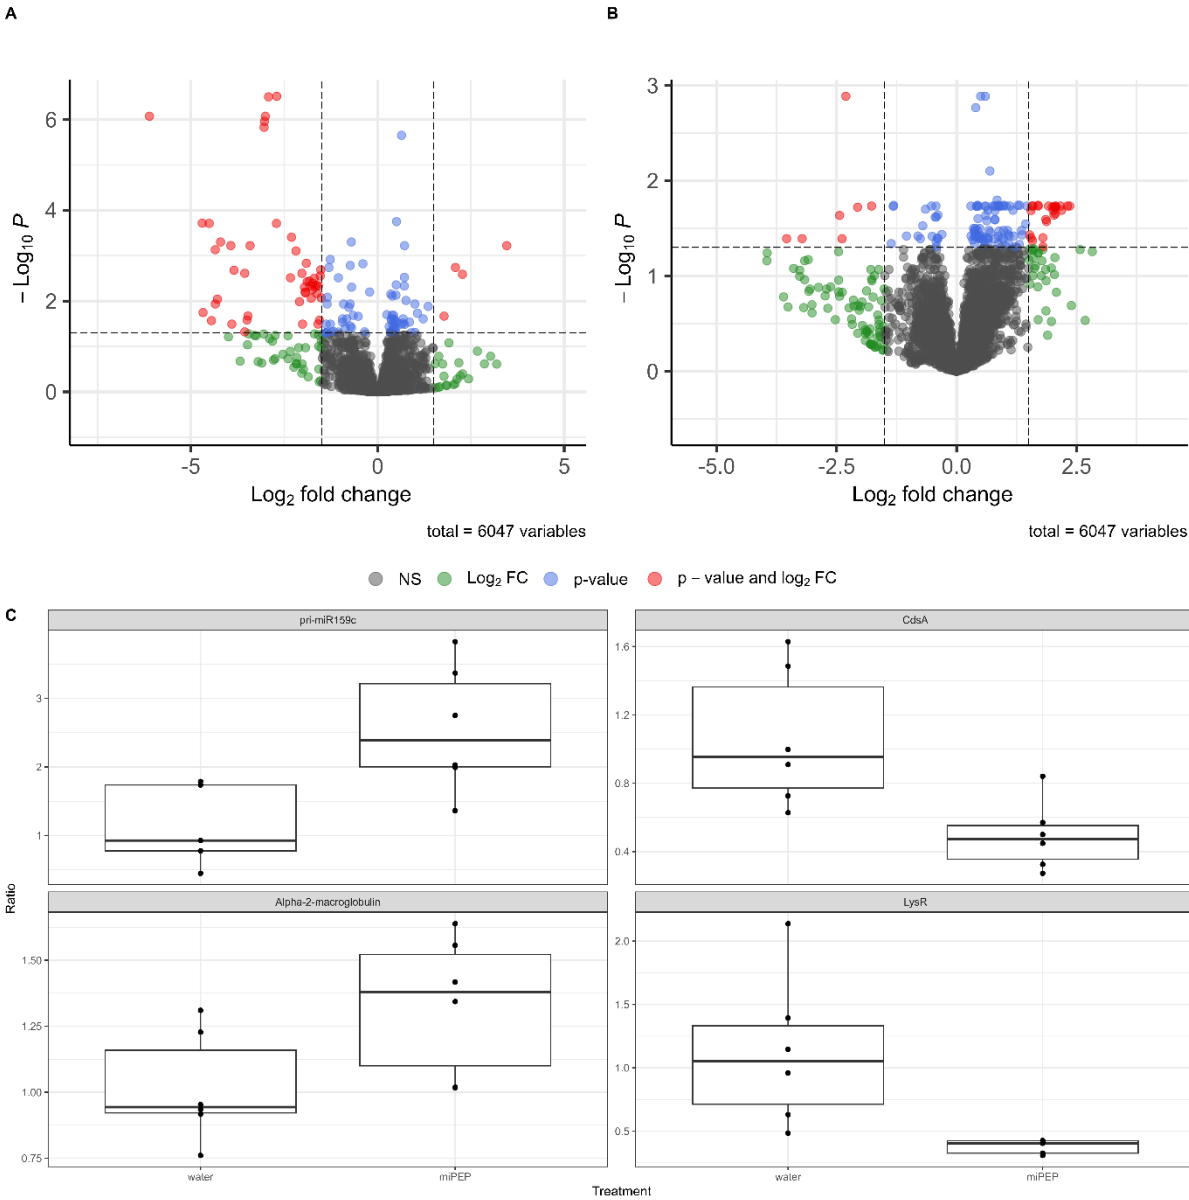 A
B
− Log10 P
6
4
2
0
-5
0
5
Log2 fold change
total = 6047 variables
− Log10 P
3
2
1
0
-5.0
-2.5
0.0
2.5
Log2 fold change
total = 6047 variables
NS
Log2 FC
p-value
p − value and log2 FC
C
pri-miR159c
3
2
1
CdsA
1.6
1.2
0.8
0.4
Ratio
Alpha-2-macroglobulin
1.50
1.25
1.00
0.75
water
miPEP
LysR
2.0
1.5
1.0
0.5
water
miPEP
Treatment